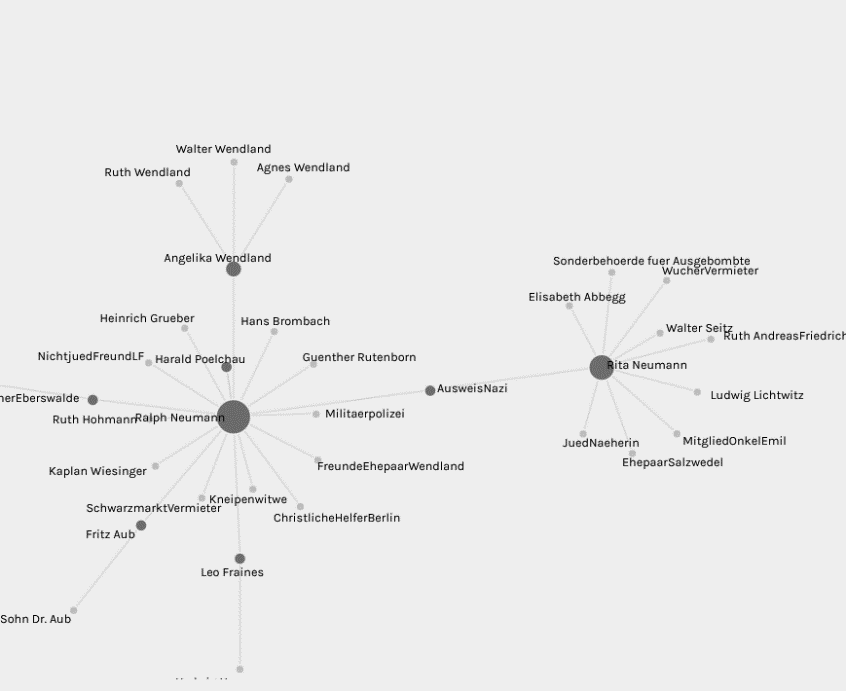 Walter Wendland
Ruth Wendland
Agnes Wendland
Angelika Wendland
Sonderbehoerde fuer Ausgebombte
WucherVermieter
Elisabeth Abbegg
Heinrich Grueber
Hans Brombach
Walter Seitz
Ruth AndreasFriedrich
NichtjuedFreundLF
Harald Poelchau
Guenther Rutenborn
Rita Neumann
AusweisNazi
Ludwig Lichtwitz
nerEberswalde
Ruth Hohmann
Ralph Neumann
Militaerpolizei
JuedNaeherin
MitgliedOnkelEmil
EhepaarSalzwedel
Kaplan Wiesinger
FreundeEhepaarWendland
SchwarzmarktVermieter
Kneipenwitwe
ChristlicheHelferBerlin
Fritz Aub
Leo Fraines
Sohn Dr. Aub